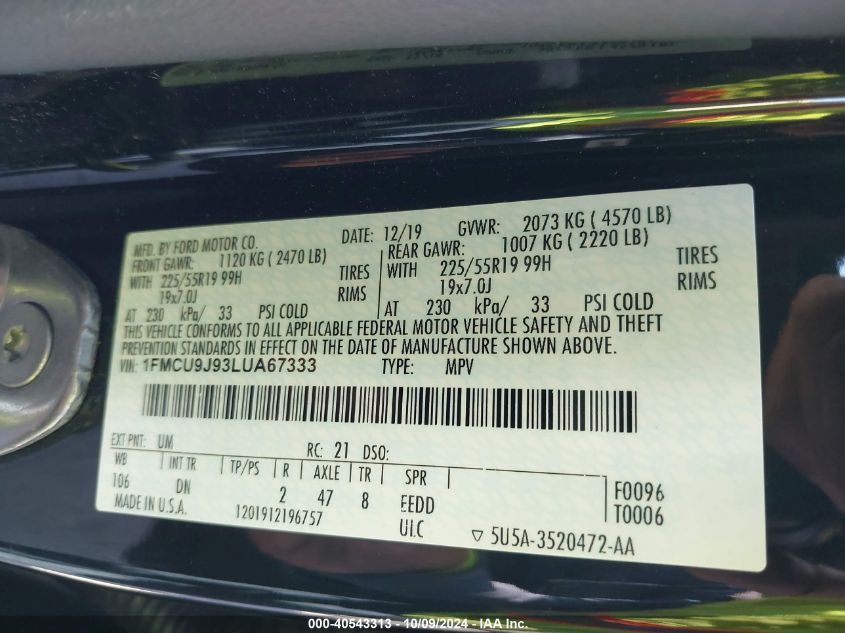 MFD. BY FORD MOTOR CO. DATE: 12/19 GVWR: 2073 KG ( 4570 LB)
FRONT GAWR: 1120 KG ( 2470 LB) REAR GAWR: 1007 KG ( 2220 LB)
WITH 225/55R19 99H TIRES WITH 225/55R19 99H TIRES
19x7.0J RIMS 19x7.0J RIMS
AT 230 kPa/ 33 PSI COLD AT 230 kPa/ 33 PSI COLD
THIS VEHICLE CONFORMS TO ALL APPLICABLE FEDERAL MOTOR VEHICLE SAFETY AND THEFT
PREVENTION STANDARDS IN EFFECT ON THE DATE OF MANUFACTURE SHOWN ABOVE.
VIN: 1FMCU9J93LUA67333 TYPE: MPV
EXT PNT: UM RC: 21 DSO:
WB INT TR TP/PS R AXLE TR SPR
106 DN 2 47 8 EEDD F0096
MADE IN U.S.A. 1201912196757 UIC T0006
▽ 5U5A-3520472-AA
000-40543313 - 10/09/2024 - IAA Inc.